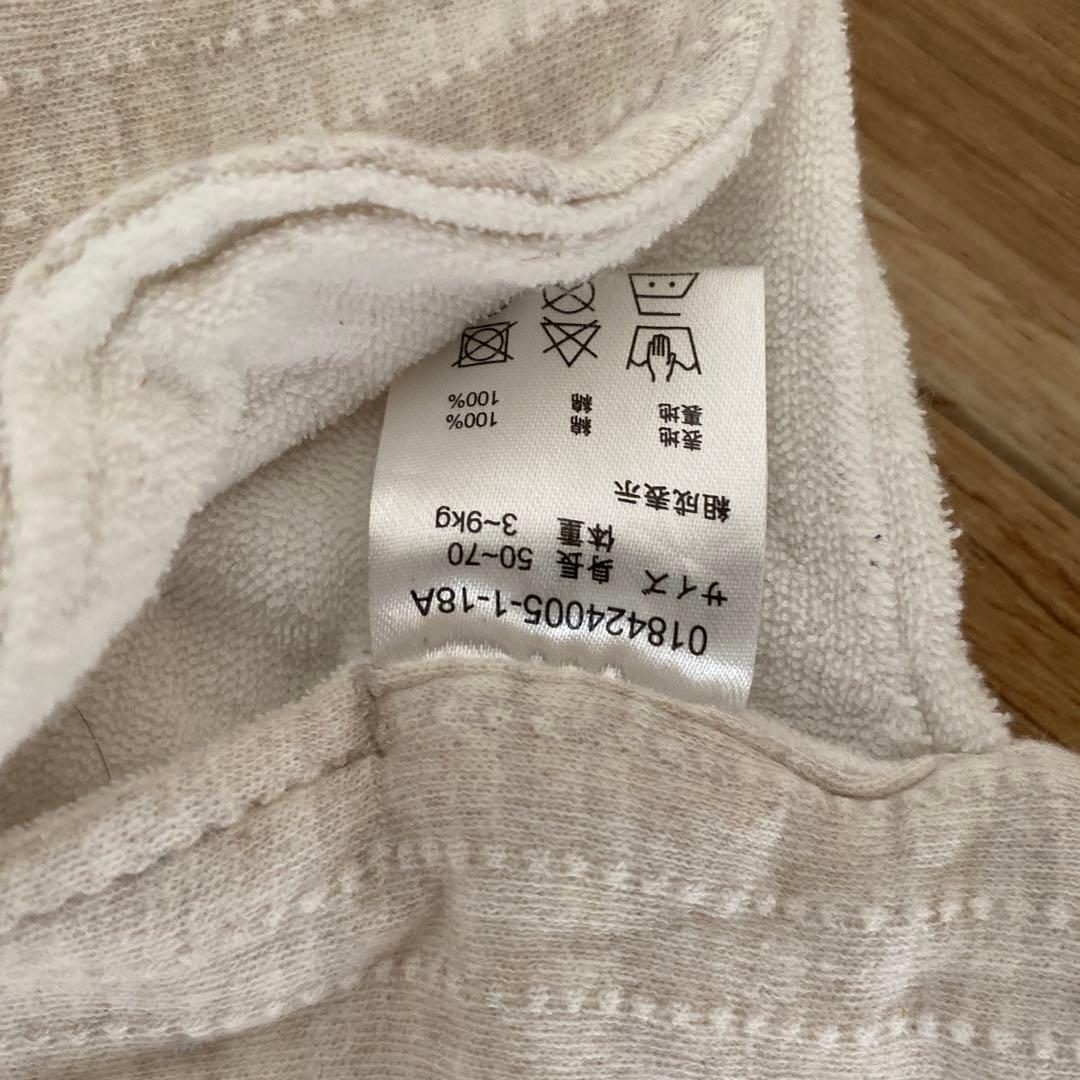 018424005-1-18A
サイズ 身長 50~70
体重 3~9kg
組成表示
表地 綿 100%
裏地 綿 100%